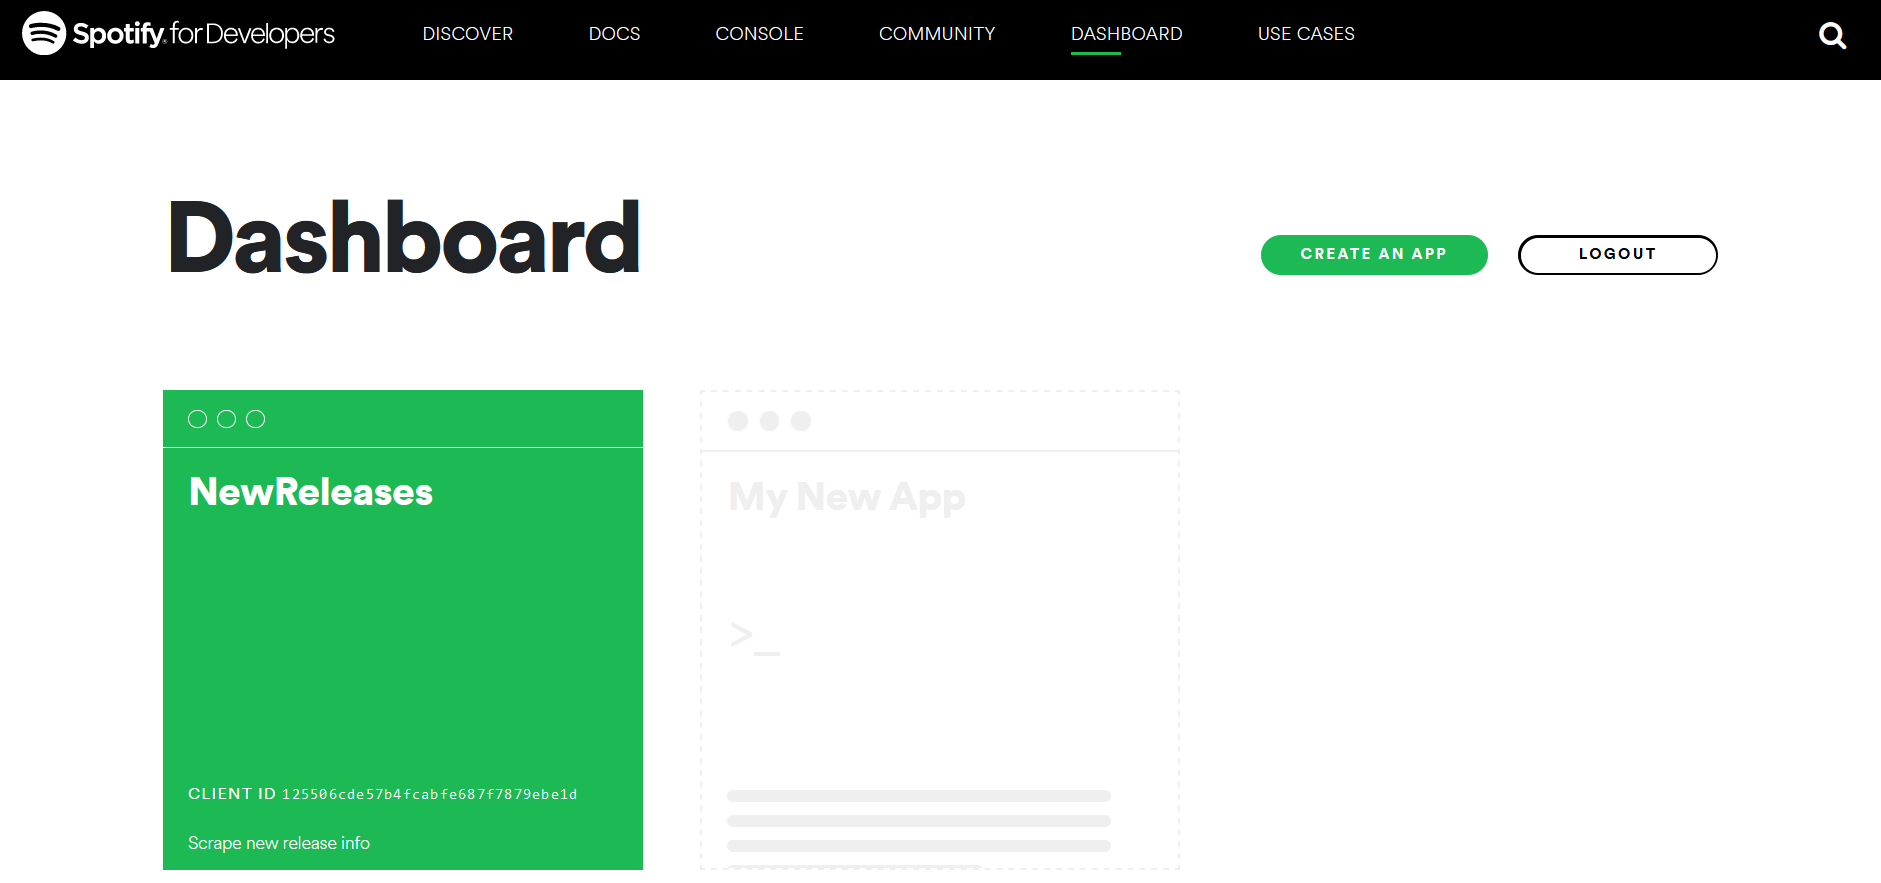 Spotify for Developers
DISCOVER DOCS CONSOLE COMMUNITY DASHBOARD USE CASES
Dashboard
CREATE AN APP LOGOUT
NewReleases
My New App
>_
CLIENT ID 125506cde57b4fcabfe687f7879ebe1d
Scrape new release info